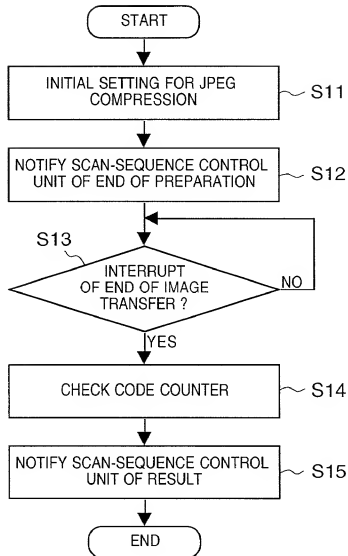 START
INITIAL SETTING FOR JPEG
COMPRESSION
S11
NOTIFY SCAN-SEQUENCE CONTROL
UNIT OF END OF PREPARATION
S12
S13
INTERRUPT
OF END OF IMAGE
TRANSFER ?
NO
YES
CHECK CODE COUNTER
S14
NOTIFY SCAN-SEQUENCE CONTROL
UNIT OF RESULT
S15
END